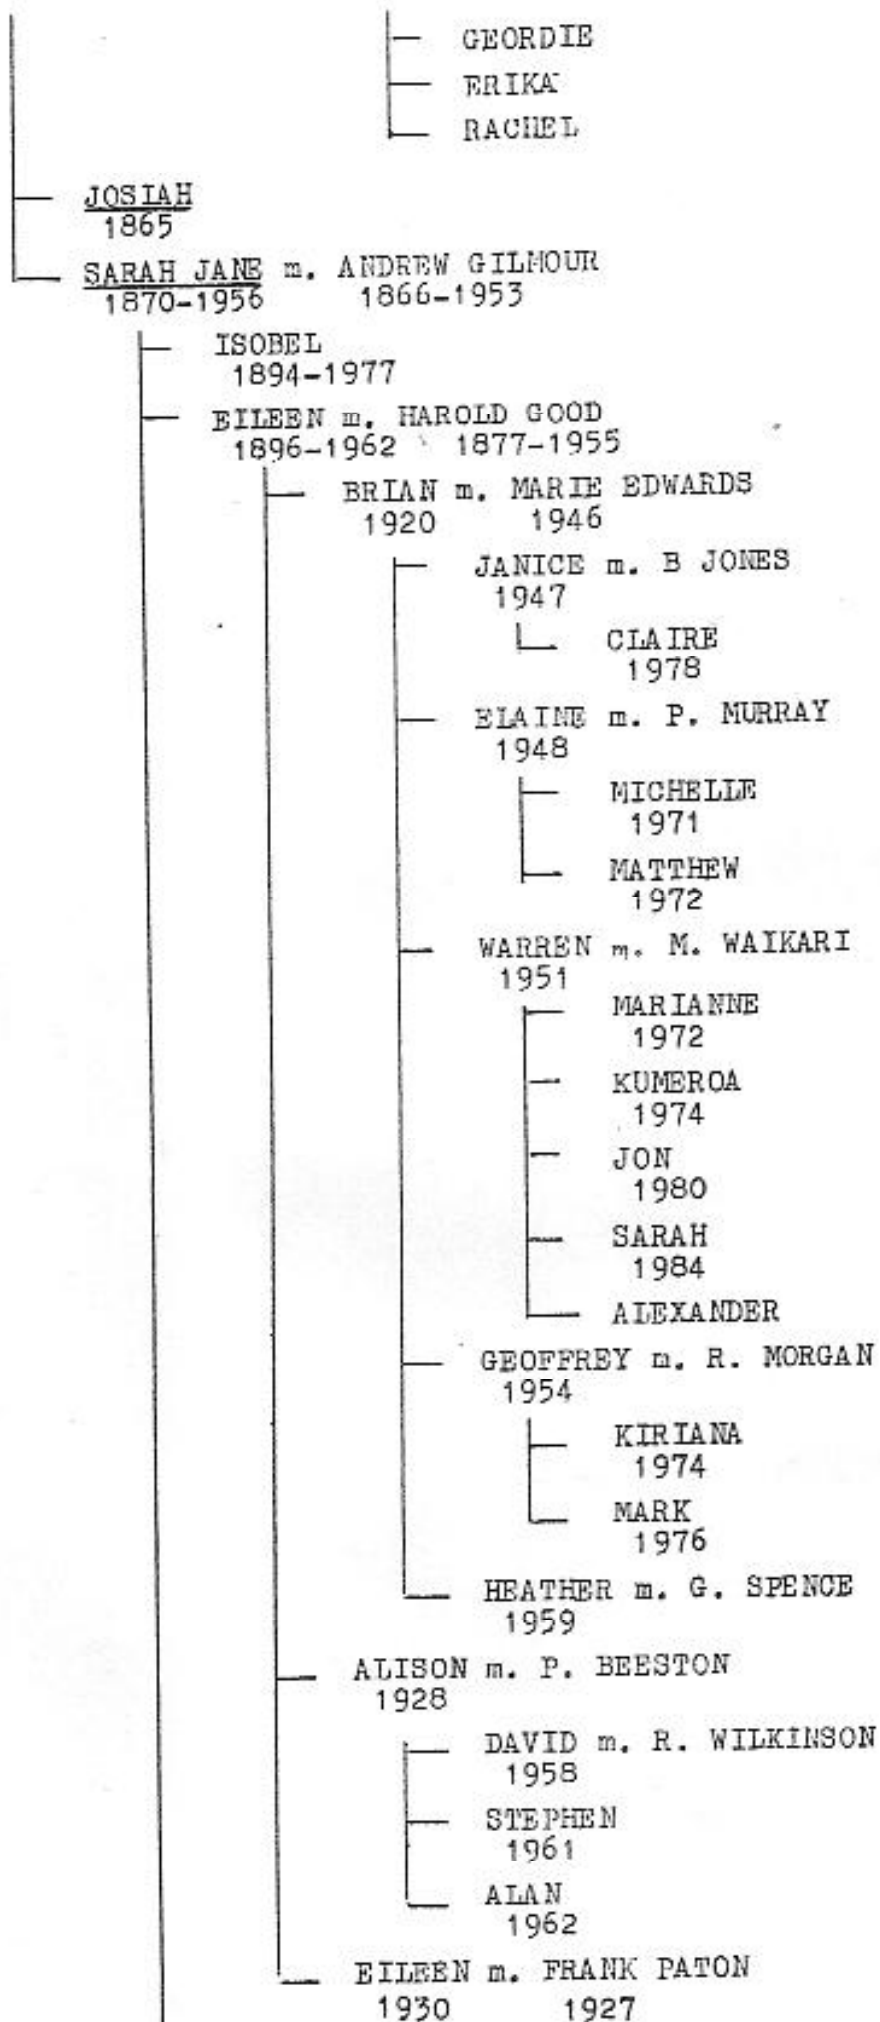 GEORDIE
ERIKA
RACHEL
JOSIAH
1865
SARAH JANE m. ANDREW GILMOUR
1870-1956 1866-1953
ISOBEL
1894-1977
EILEEN m. HAROLD GOOD
1896-1962 1877-1955
BRIAN m. MARIE EDWARDS
1920 1946
JANICE m. B JONES
1947
CLAIRE
1978
ELAINE m. P. MURRAY
1948
MICHELLE
1971
MATTHEW
1972
WARREN m. M. WAIKARI
1951
MARIANNE
1972
KUMEROA
1974
JON
1980
SARAH
1984
ALEXANDER
GEOFFREY m. R. MORGAN
1954
KIRIANA
1974
MARK
1976
HEATHER m. G. SPENCE
1959
ALISON m. P. BEESTON
1928
DAVID m. R. WILKINSON
1958
STEPHEN
1961
ALAN
1962
EILEEN m. FRANK PATON
1930 1927